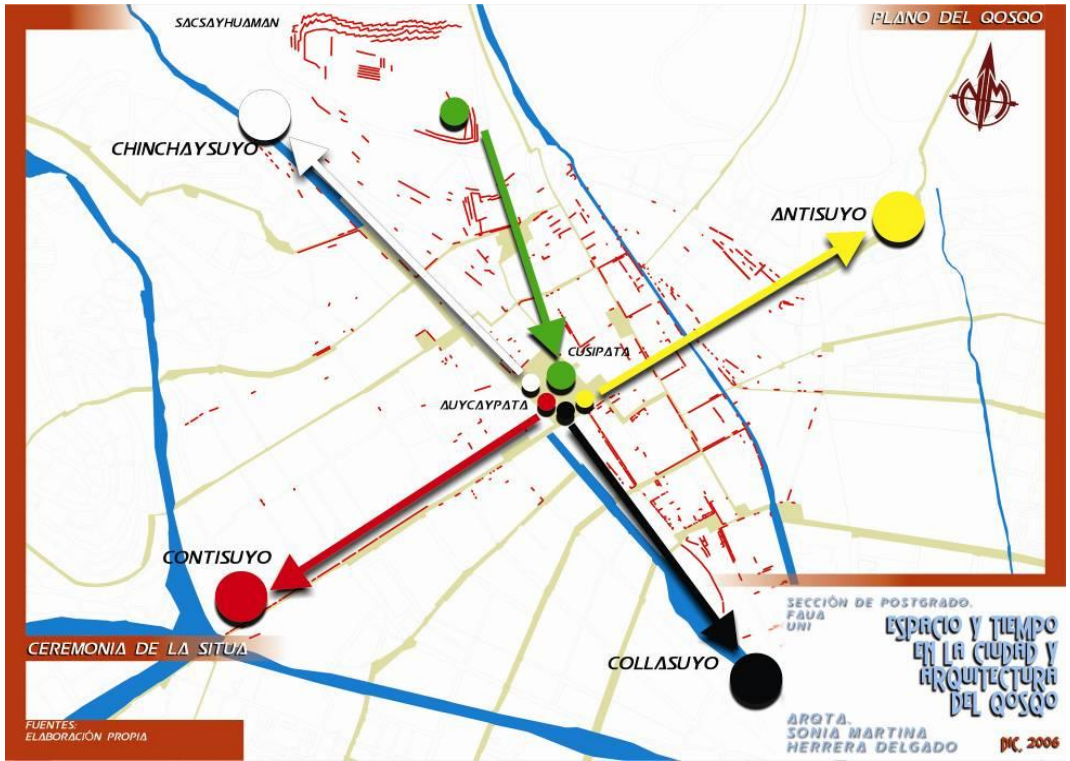 PLANO DEL QOSQO
SACSAYHUAMAN
NM
CHINCHAYSUYO
ANTISUYO
CUSIPATA
AUYCAYPATA
CONTISUYO
COLLASUYO
CEREMONIA DE LA SITUA
FUENTES:
ELABORACIÓN PROPIA
SECCIÓN DE POSTGRADO.
FAUA
UNI
ESPACIO Y TIEMPO
EN LA CIUDAD Y
ARQUITECTURA
DEL QOSQO
ARQTA.
SONIA MARTINA
HERRERA DELGADO
DIC. 2006